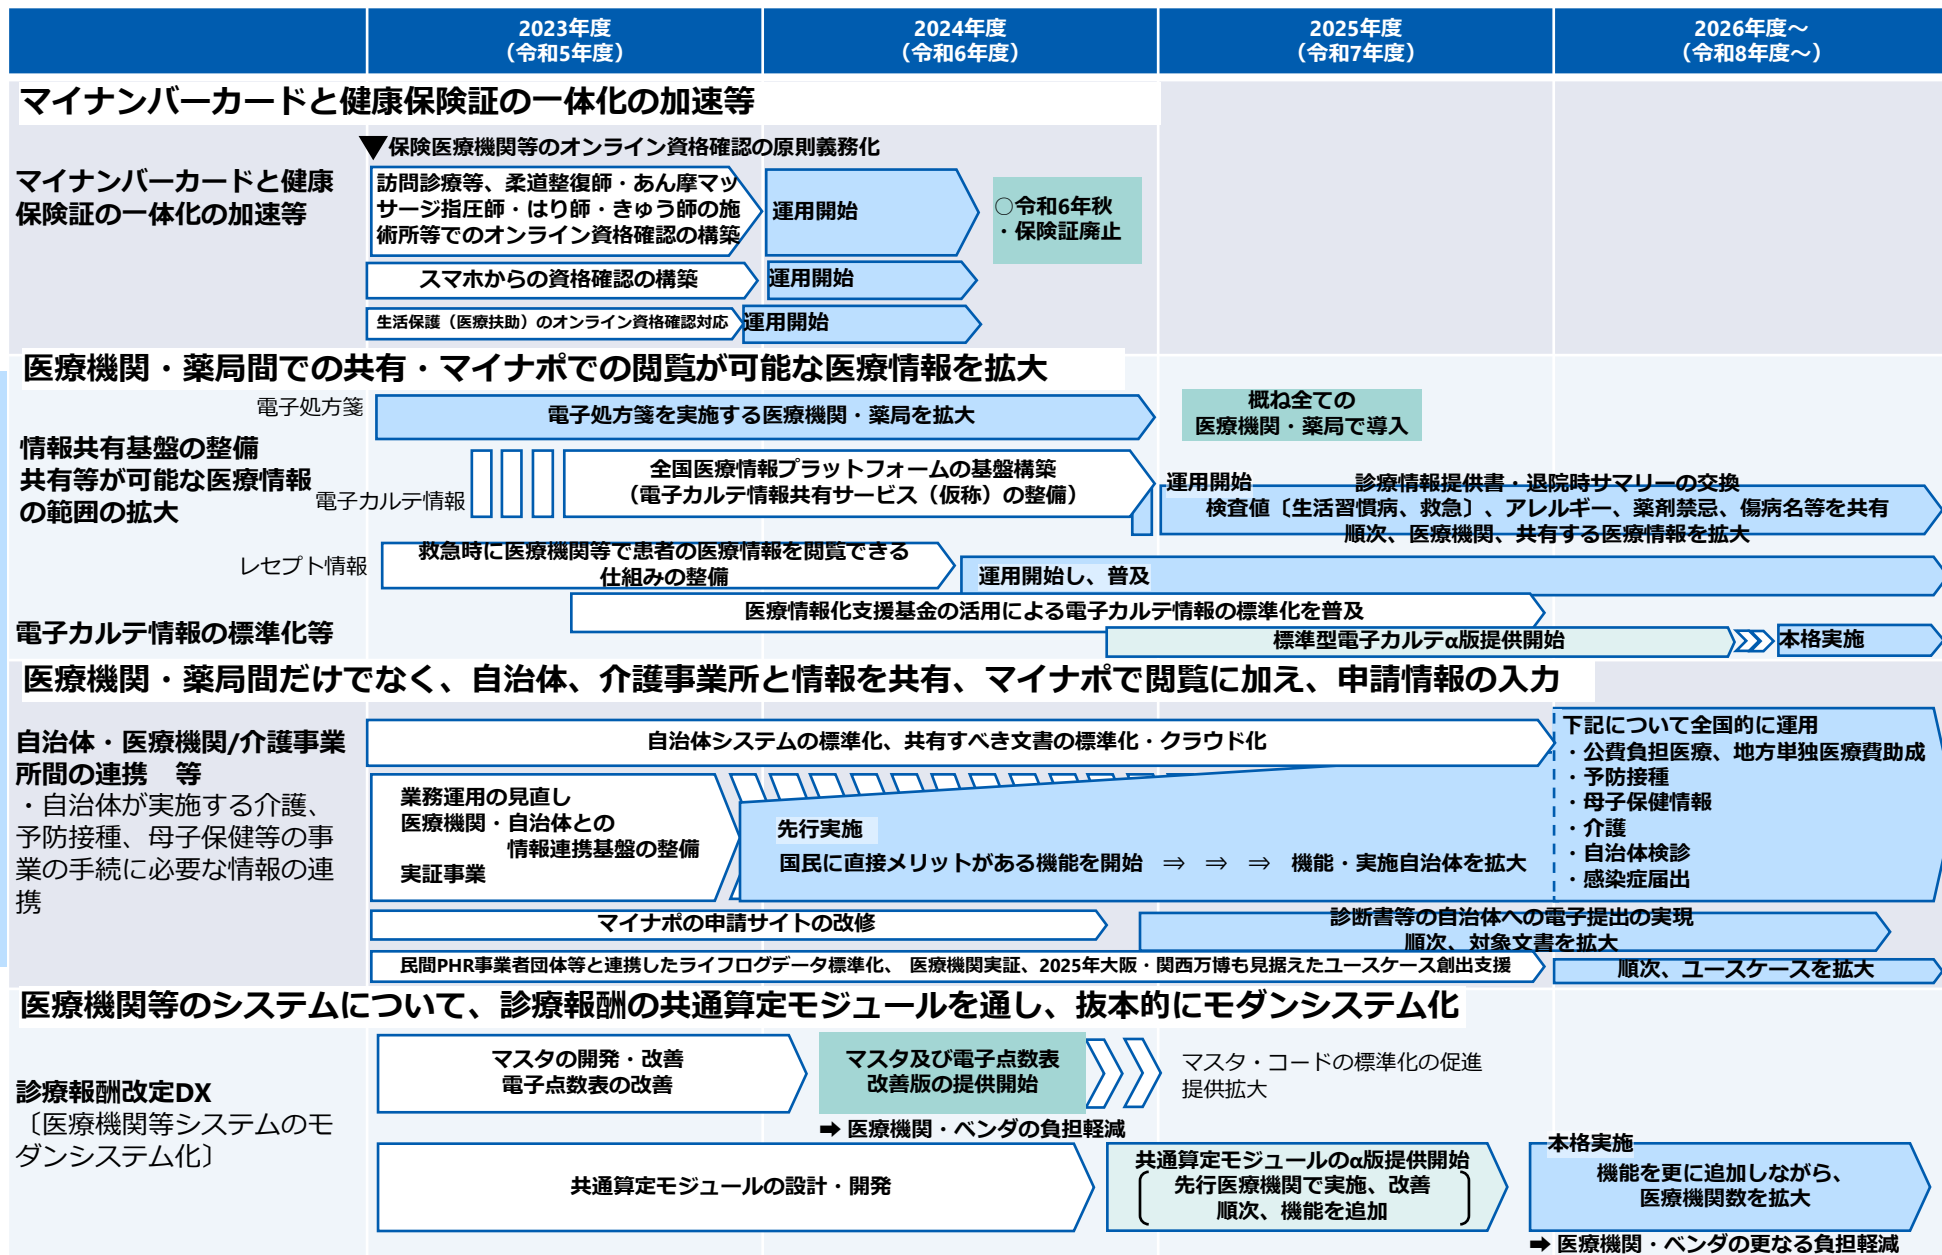 2023年度
（令和5年度）
2024年度
（令和6年度）
2025年度
（令和7年度）
2026年度～
（令和8年度～）
マイナンバーカードと健康保険証の一体化の加速等
マイナンバーカードと健康
保険証の一体化の加速等
▼保険医療機関等のオンライン資格確認の原則義務化
訪問診療等、柔道整復師・あん摩マッ
サージ指圧師・はり師・きゅう師の施
術所等でのオンライン資格確認の構築
運用開始
○令和6年秋
・保険証廃止
スマホからの資格確認の構築
運用開始
生活保護（医療扶助）のオンライン資格確認対応
運用開始
医療機関・薬局間での共有・マイナポでの閲覧が可能な医療情報を拡大
情報共有基盤の整備
共有等が可能な医療情報
の範囲の拡大
電子処方箋
電子処方箋を実施する医療機関・薬局を拡大
概ね全ての
医療機関・薬局で導入
電子カルテ情報
全国医療情報プラットフォームの基盤構築
（電子カルテ情報共有サービス（仮称）の整備）
運用開始
診療情報提供書・退院時サマリーの交換
検査値〔生活習慣病、救急〕、アレルギー、薬剤禁忌、傷病名等を共有
順次、医療機関、共有する医療情報を拡大
レセプト情報
救急時に医療機関等で患者の医療情報を閲覧できる
仕組みの整備
運用開始し、普及
電子カルテ情報の標準化等
医療情報化支援基金の活用による電子カルテ情報の標準化を普及
標準型電子カルテα版提供開始
本格実施
医療機関・薬局間だけでなく、自治体、介護事業所と情報を共有、マイナポで閲覧に加え、申請情報の入力
自治体・医療機関/介護事業
所間の連携　等
・自治体が実施する介護、
予防接種、母子保健等の事
業の手続に必要な情報の連
携
自治体システムの標準化、共有すべき文書の標準化・クラウド化
業務運用の見直し
医療機関・自治体との
情報連携基盤の整備
実証事業
先行実施
国民に直接メリットがある機能を開始　⇒　⇒　⇒　機能・実施自治体を拡大
下記について全国的に運用
・公費負担医療、地方単独医療費助成
・予防接種
・母子保健情報
・介護
・自治体検診
・感染症届出
マイナポの申請サイトの改修
診断書等の自治体への電子提出の実現
順次、対象文書を拡大
民間PHR事業者団体等と連携したライフログデータ標準化、 医療機関実証、2025年大阪・関西万博も見据えたユースケース創出支援
順次、ユースケースを拡大
医療機関等のシステムについて、診療報酬の共通算定モジュールを通し、抜本的にモダンシステム化
診療報酬改定DX
〔医療機関等システムのモ
ダンシステム化〕
マスタの開発・改善
電子点数表の改善
マスタ及び電子点数表
改善版の提供開始
マスタ・コードの標準化の促進
提供拡大
➡ 医療機関・ベンダの負担軽減
共通算定モジュールの設計・開発
共通算定モジュールのα版提供開始
先行医療機関で実施、改善
順次、機能を追加
本格実施
機能を更に追加しながら、
医療機関数を拡大
➡ 医療機関・ベンダの更なる負担軽減